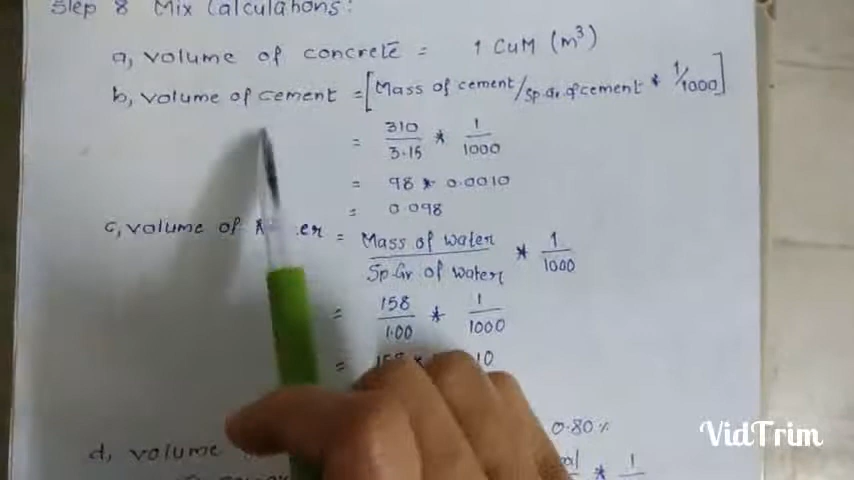 Step 8 Mix Calculations:
a, volume of concrete = 1 CUM (m³)
b, volume of cement = [Mass of cement/Sp.Gr.of cement * 1/1000]
= 310/3.15 * 1/1000
= 98 * 0.0010
= 0.098
c, volume of er = Mass of water/Sp.Gr of water * 1/1000
= 158/1.00 * 1/1000
= 10
d, volume 0.80%
* 1
VidTrim